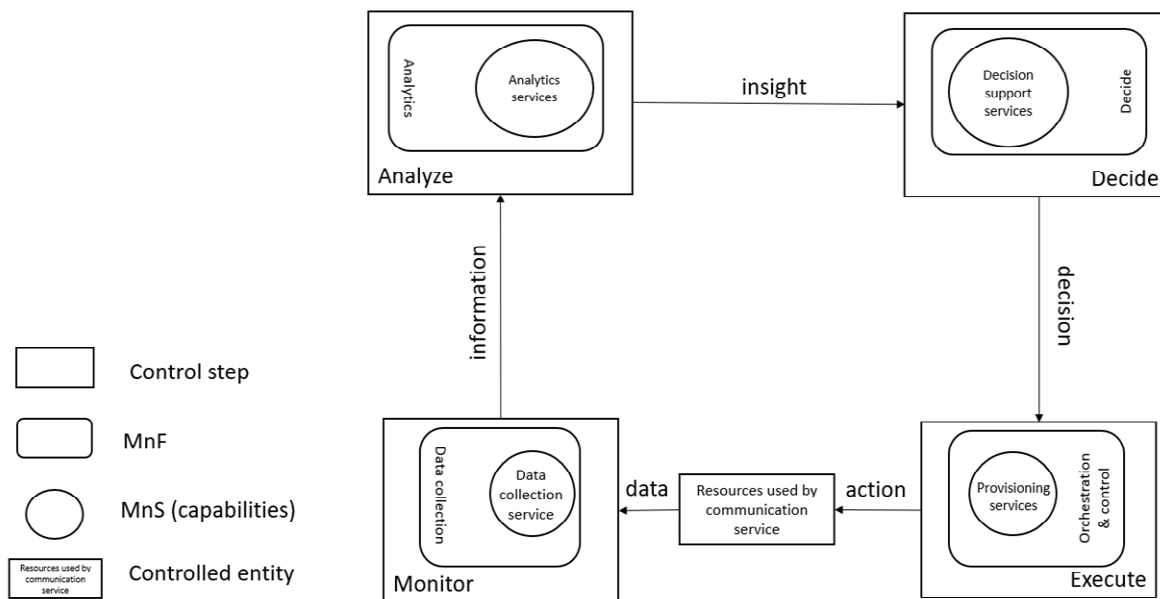 Analytics
Analytics
services
Analyze
insight
Decision
support
services
Decide
Decide
information
decision
Control step
MnF
MnS (capabilities)
Resources used by
communication
service
Controlled entity
Data collection
Data
collection
service
Monitor
data
Resources used by
communication
service
action
Provisioning
services
Orchestration
& control
Execute